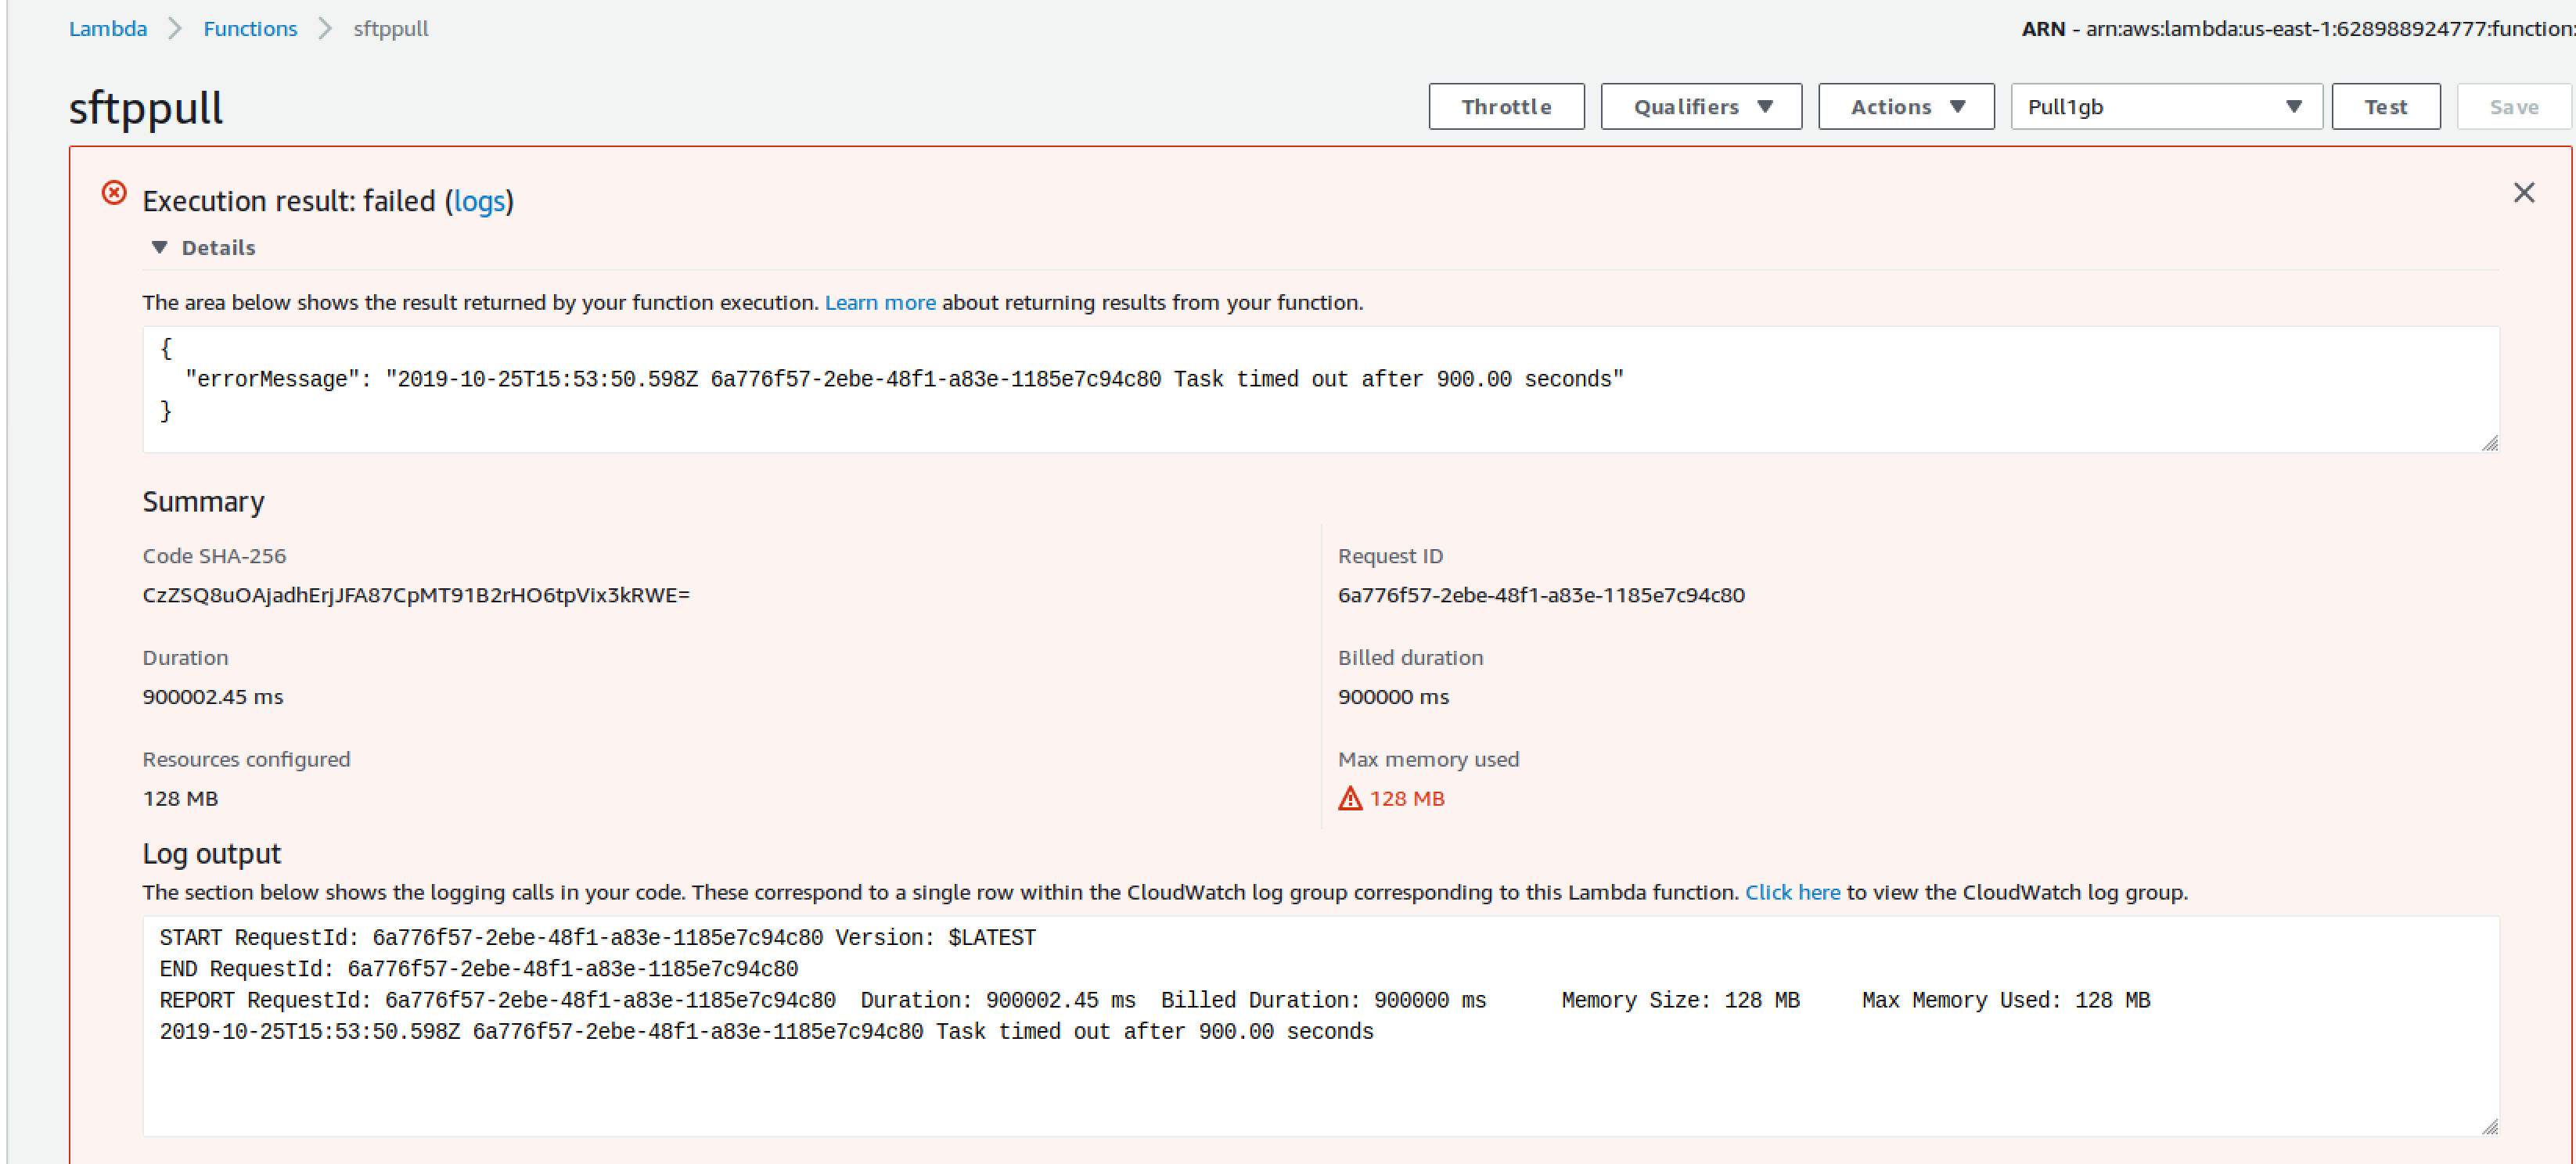 Lambda > Functions > sftppull
ARN - arn:aws:lambda:us-east-1:628988924777:function:
sftppull
Throttle Qualifiers Actions Pull1gb Test Save
Execution result: failed (logs)
Details
The area below shows the result returned by your function execution. Learn more about returning results from your function.
{
"errorMessage": "2019-10-25T15:53:50.598Z 6a776f57-2ebe-48f1-a83e-1185e7c94c80 Task timed out after 900.00 seconds"
}
Summary
Code SHA-256
CzZSQ8uOAjadhErjJFA87CpMT91B2rHO6tpVix3kRWE=
Request ID
6a776f57-2ebe-48f1-a83e-1185e7c94c80
Duration
900002.45 ms
Billed duration
900000 ms
Resources configured
128 MB
Max memory used
128 MB
Log output
The section below shows the logging calls in your code. These correspond to a single row within the CloudWatch log group corresponding to this Lambda function. Click here to view the CloudWatch log group.
START RequestId: 6a776f57-2ebe-48f1-a83e-1185e7c94c80 Version: $LATEST
END RequestId: 6a776f57-2ebe-48f1-a83e-1185e7c94c80
REPORT RequestId: 6a776f57-2ebe-48f1-a83e-1185e7c94c80 Duration: 900002.45 ms Billed Duration: 900000 ms Memory Size: 128 MB Max Memory Used: 128 MB
2019-10-25T15:53:50.598Z 6a776f57-2ebe-48f1-a83e-1185e7c94c80 Task timed out after 900.00 seconds